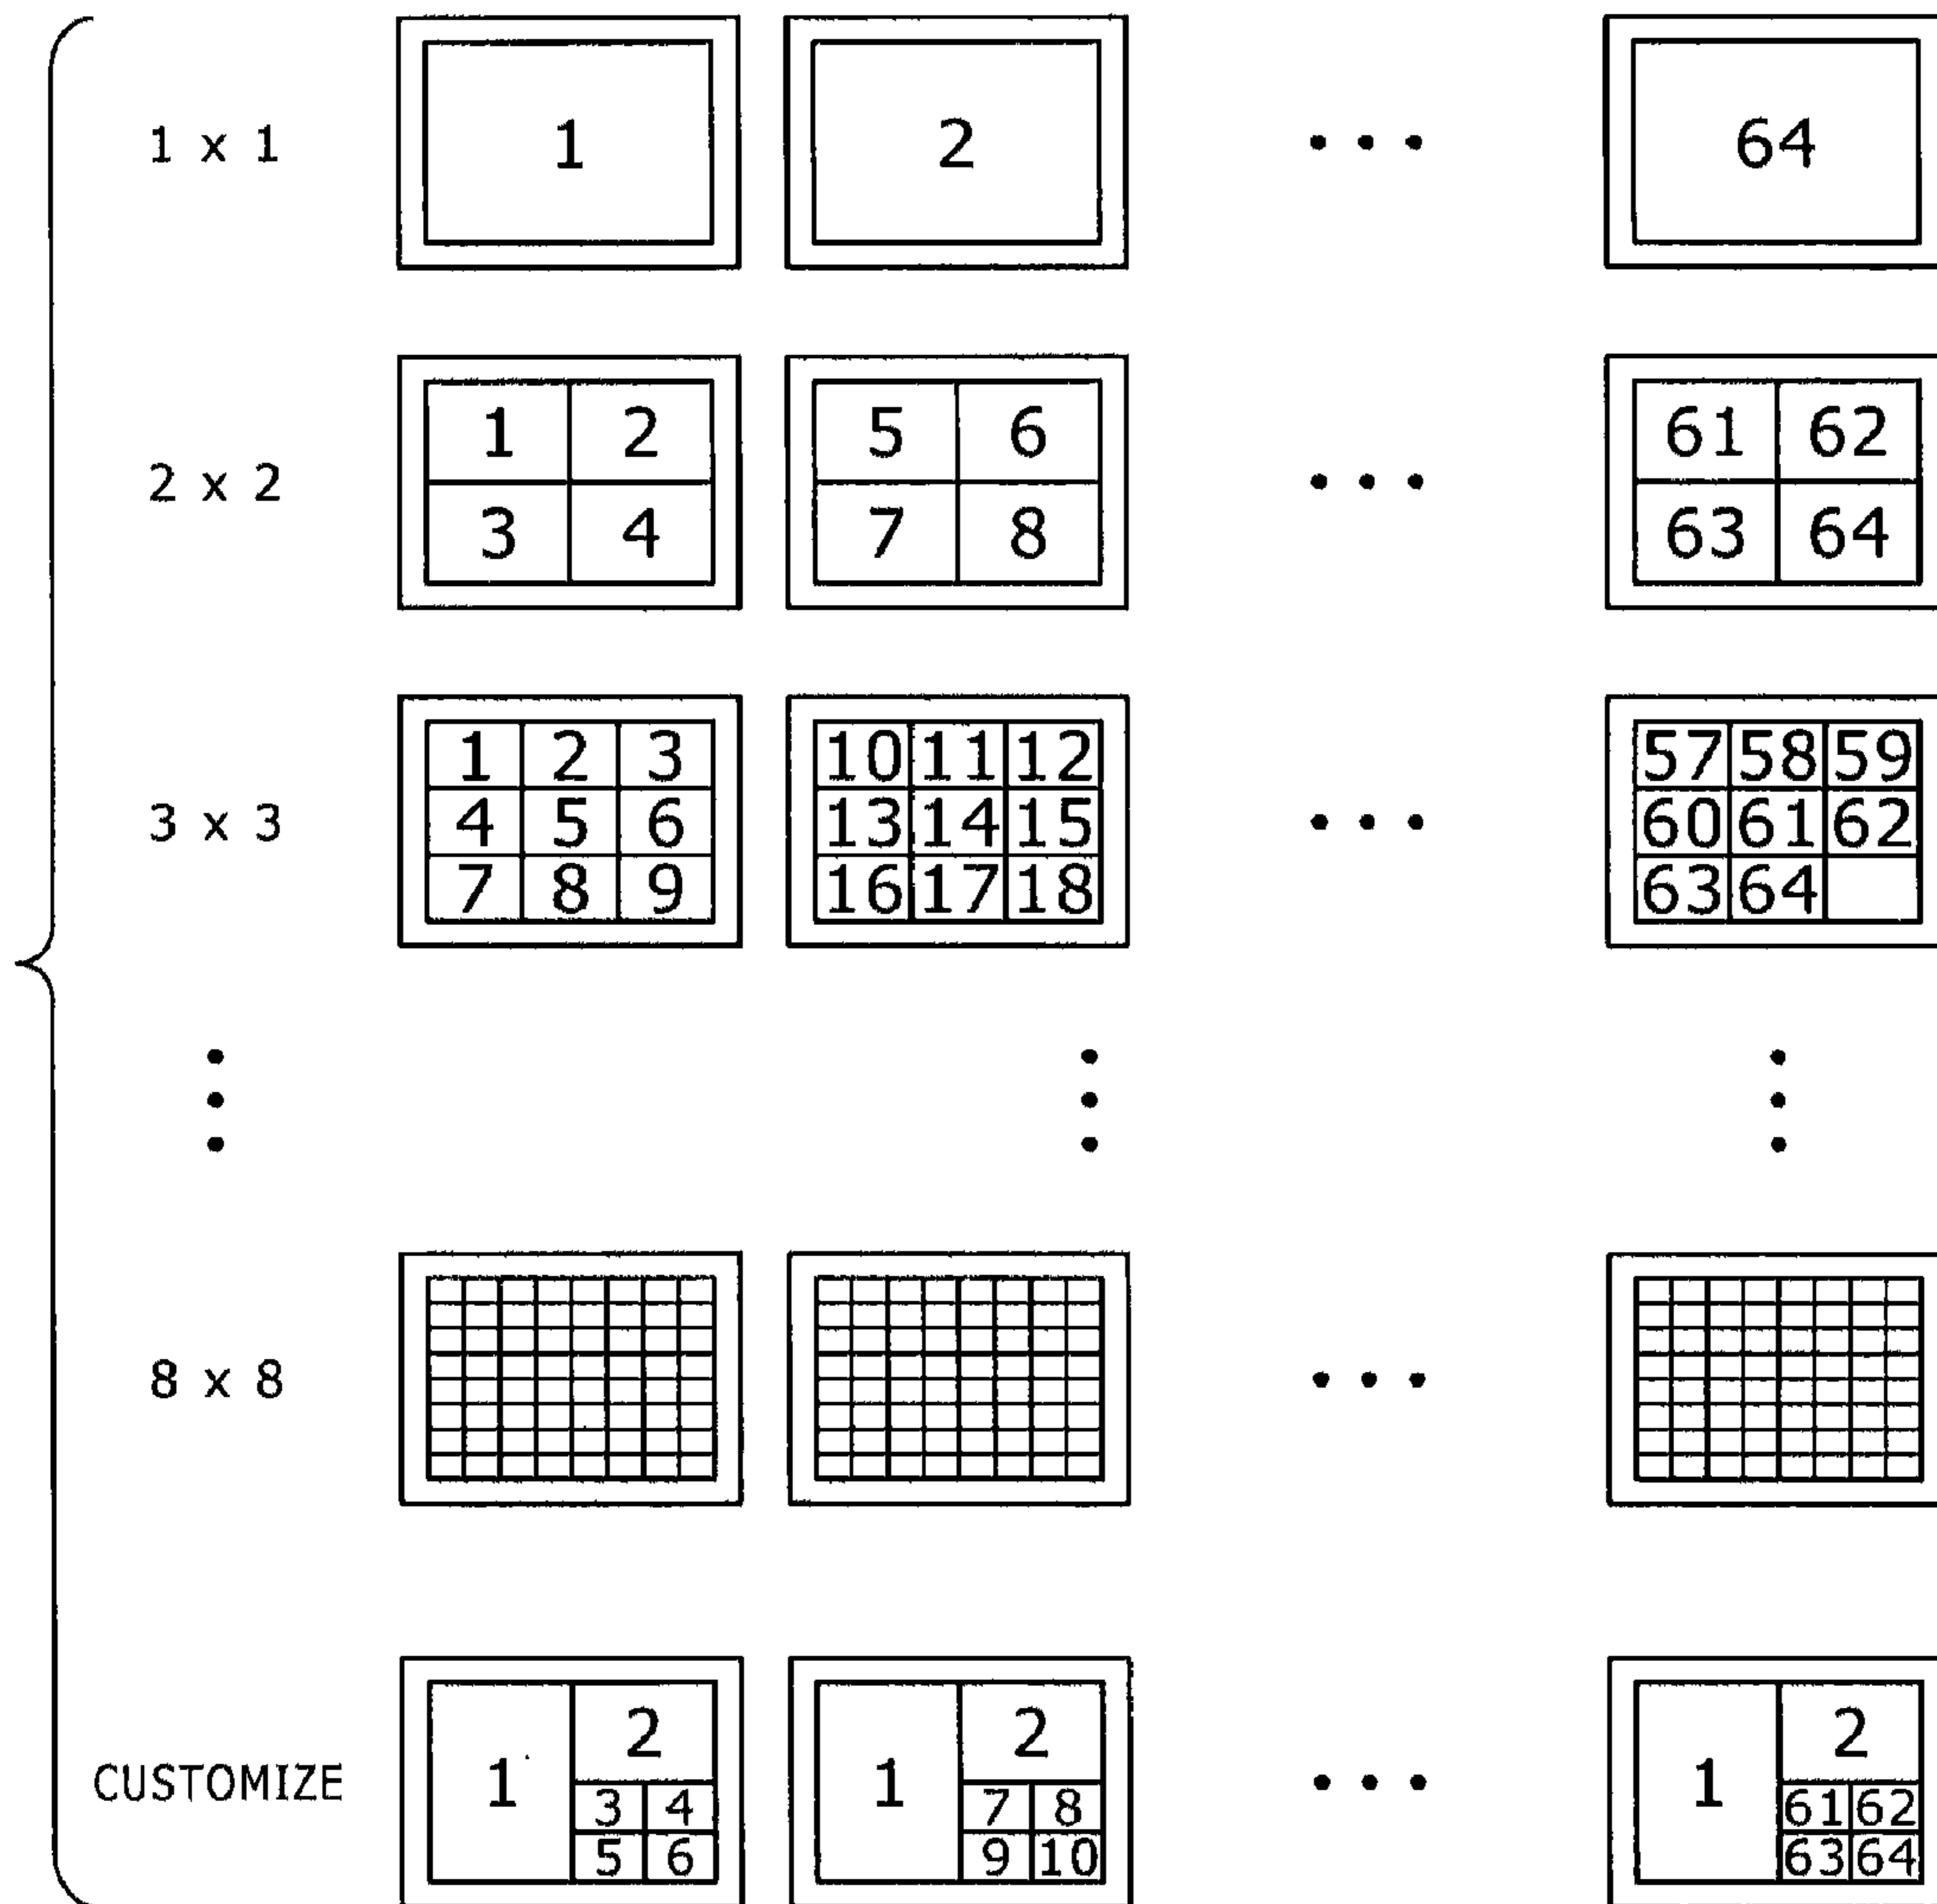 1 x 1 1 2 • • • 64
2 x 2 1 2 5 6 • • • 61 62
3 4 7 8 63 64
1 2 3 10 11 12 57 58 59
3 x 3 4 5 6 13 14 15 • • • 60 61 62
7 8 9 16 17 18 63 64
8 x 8 • • •
2 2 2
CUSTOMIZE 1 1 • • • 1
3 4 7 8 61 62
5 6 9 10 63 64